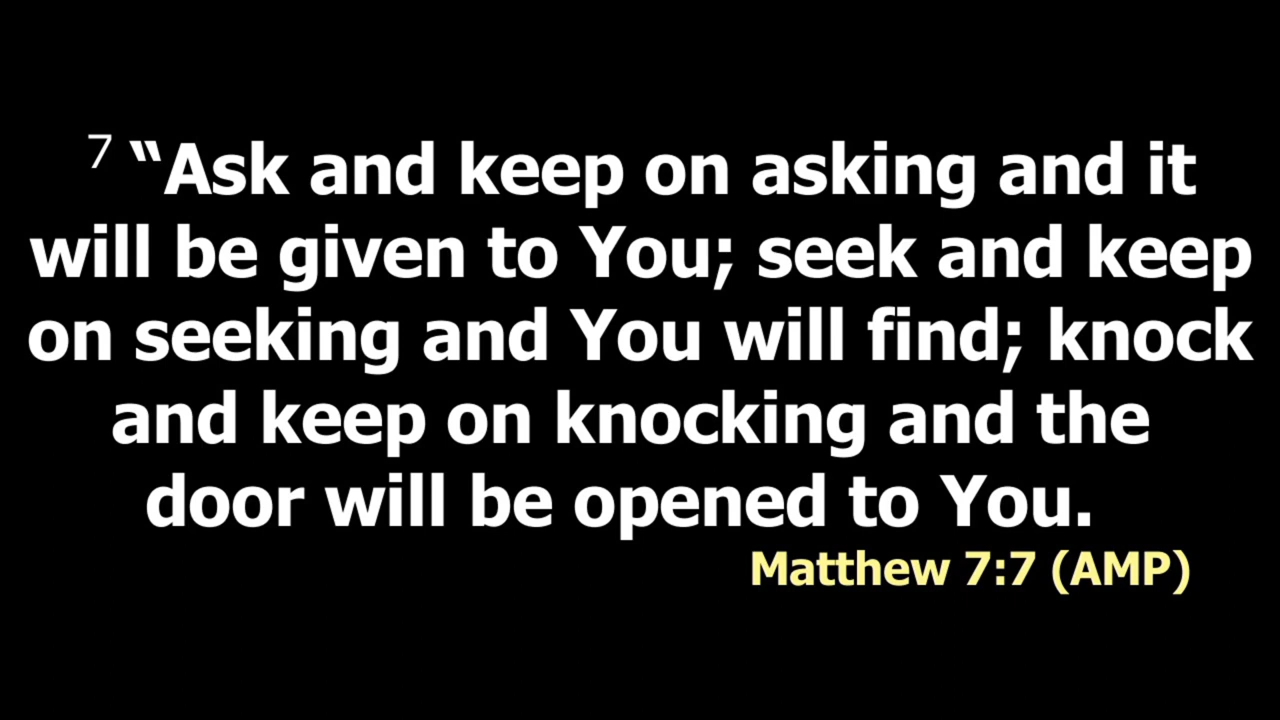 7 “Ask and keep on asking and it
will be given to You; seek and keep
on seeking and You will find; knock
and keep on knocking and the
door will be opened to You.
Matthew 7:7 (AMP)